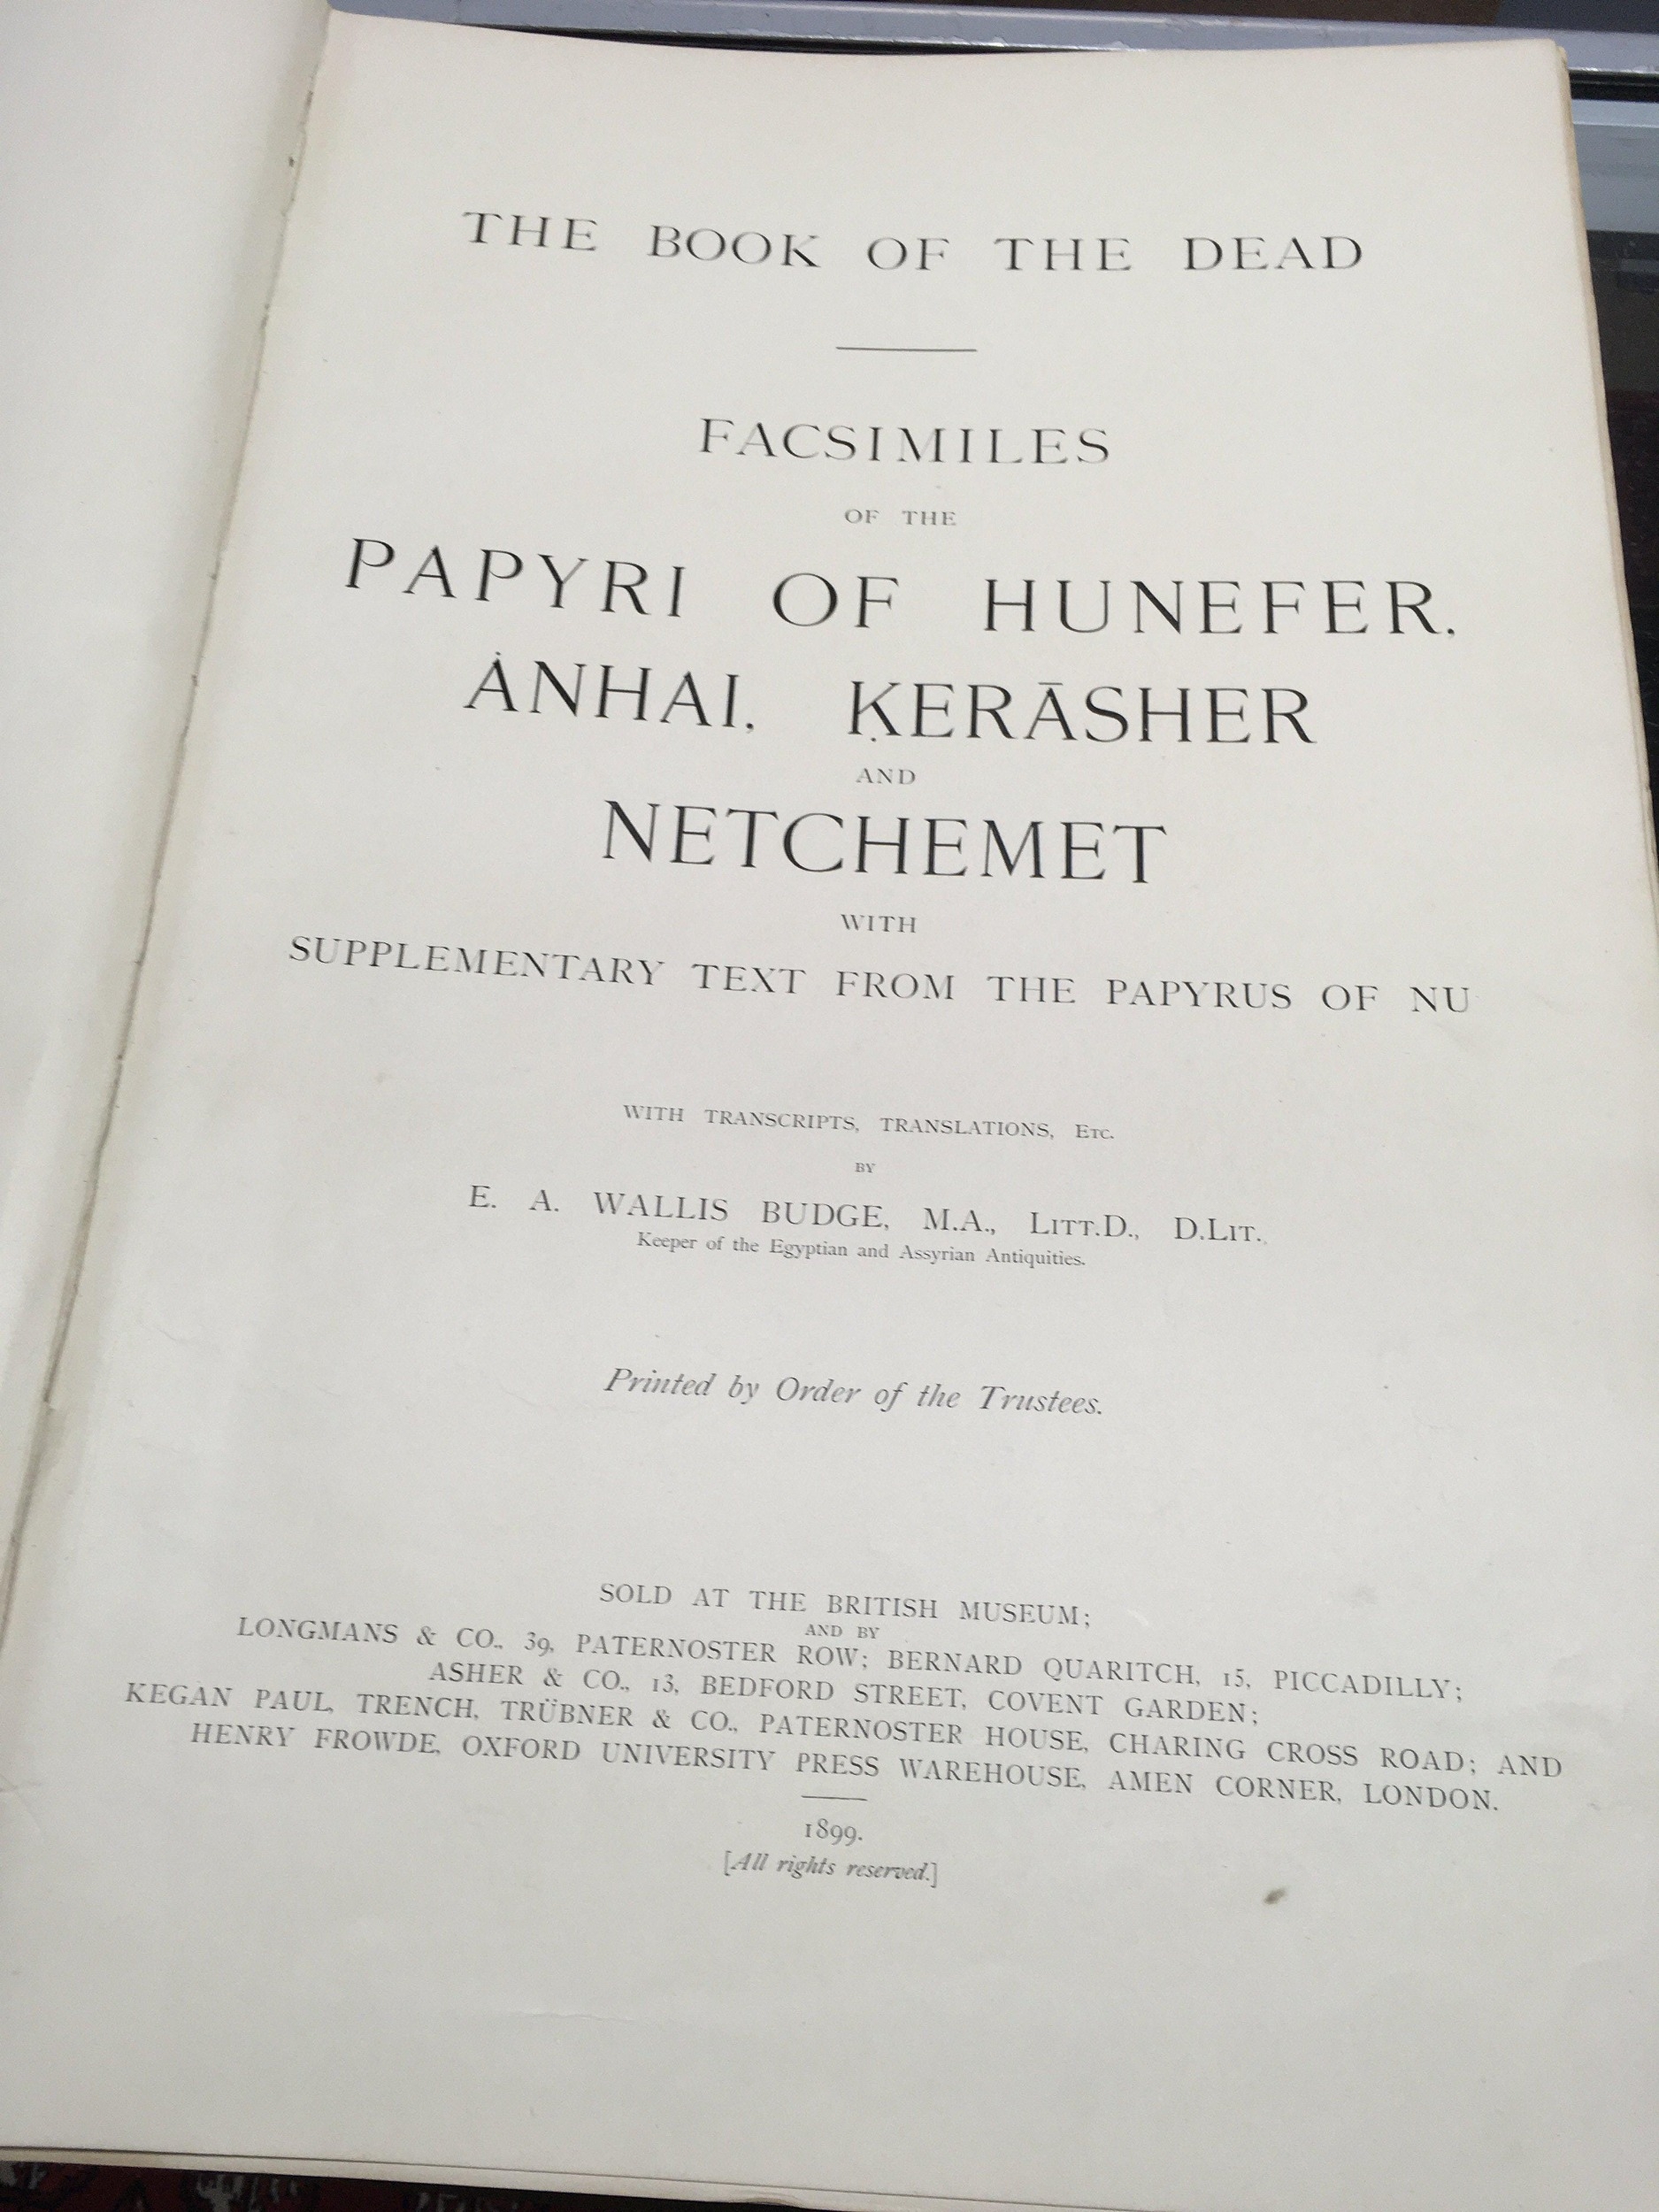 THE BOOK OF THE DEAD
FACSIMILES
OF THE
PAPYRI OF HUNEFER,
ȦNHAI, ḲERĀSHER
AND
NETCHEMET
WITH
SUPPLEMENTARY TEXT FROM THE PAPYRUS OF NU
WITH TRANSCRIPTS, TRANSLATIONS, ETC.
BY
E. A. WALLIS BUDGE, M.A., LITT.D., D.LIT.,
Keeper of the Egyptian and Assyrian Antiquities.
Printed by Order of the Trustees.
SOLD AT THE BRITISH MUSEUM;
AND BY
LONGMANS & CO., 39, PATERNOSTER ROW; BERNARD QUARITCH, 15, PICCADILLY;
ASHER & CO., 13, BEDFORD STREET, COVENT GARDEN;
KEGAN PAUL, TRENCH, TRÜBNER & CO., PATERNOSTER HOUSE, CHARING CROSS ROAD; AND
HENRY FROWDE, OXFORD UNIVERSITY PRESS WAREHOUSE, AMEN CORNER, LONDON.
1899.
[All rights reserved.]